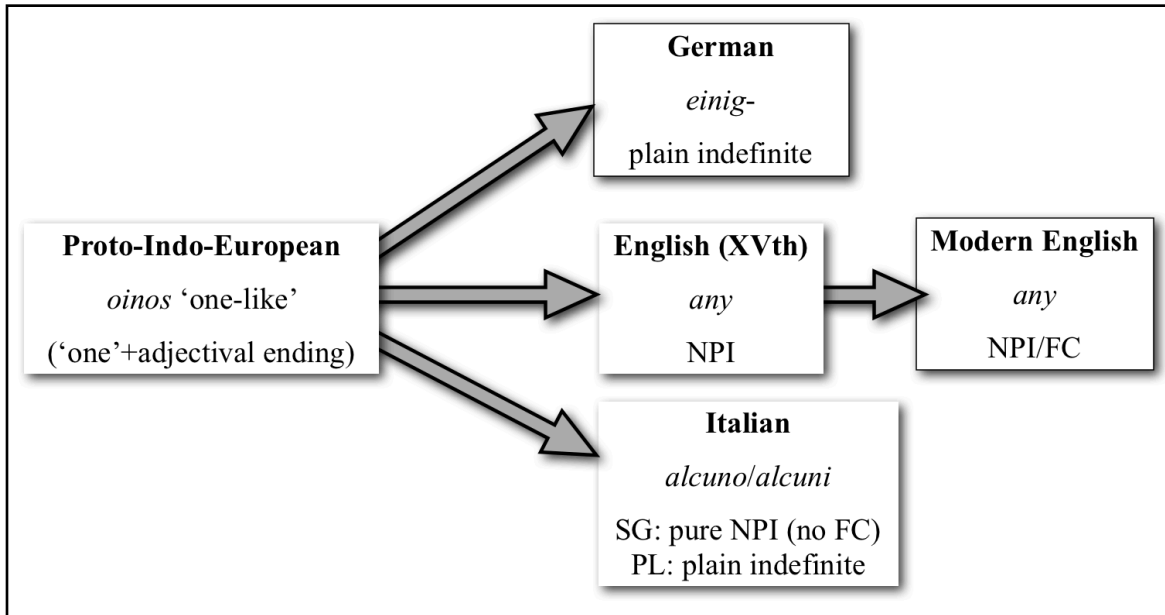 German
einig-
plain indefinite
Proto-Indo-European
oinos ‘one-like’
(‘one’+adjectival ending)
English (XVth)
any
NPI
Modern English
any
NPI/FC
Italian
alcuno/alcuni
SG: pure NPI (no FC)
PL: plain indefinite